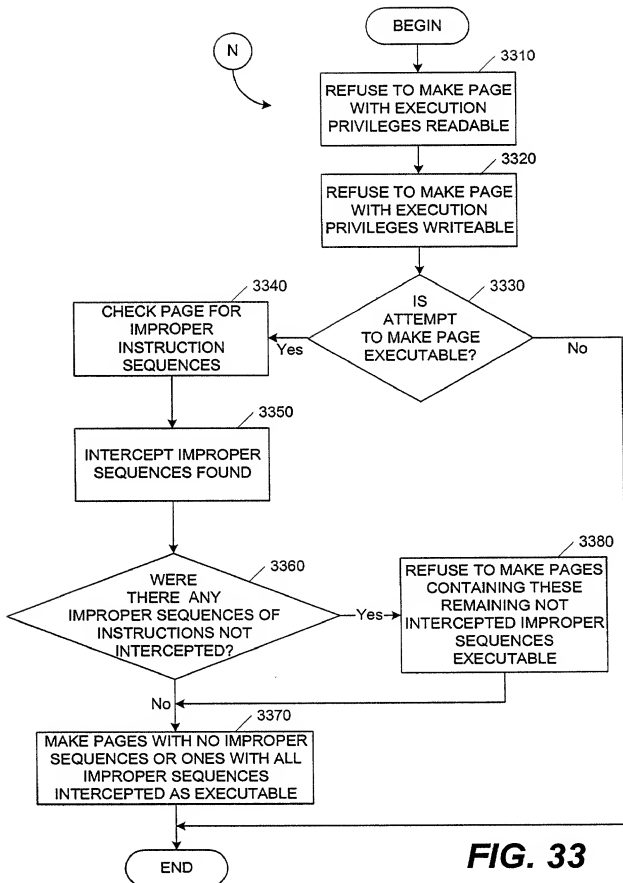 BEGIN
N
3310
REFUSE TO MAKE PAGE
WITH EXECUTION
PRIVILEGES READABLE
3320
REFUSE TO MAKE PAGE
WITH EXECUTION
PRIVILEGES WRITEABLE
3330
IS
ATTEMPT
TO MAKE PAGE
EXECUTABLE?
Yes
No
3340
CHECK PAGE FOR
IMPROPER
INSTRUCTION
SEQUENCES
3350
INTERCEPT IMPROPER
SEQUENCES FOUND
3360
WERE
THERE ANY
IMPROPER SEQUENCES OF
INSTRUCTIONS NOT
INTERCEPTED?
Yes
No
3380
REFUSE TO MAKE PAGES
CONTAINING THESE
REMAINING NOT
INTERCEPTED IMPROPER
SEQUENCES
EXECUTABLE
3370
MAKE PAGES WITH NO IMPROPER
SEQUENCES OR ONES WITH ALL
IMPROPER SEQUENCES
INTERCEPTED AS EXECUTABLE
END
FIG. 33